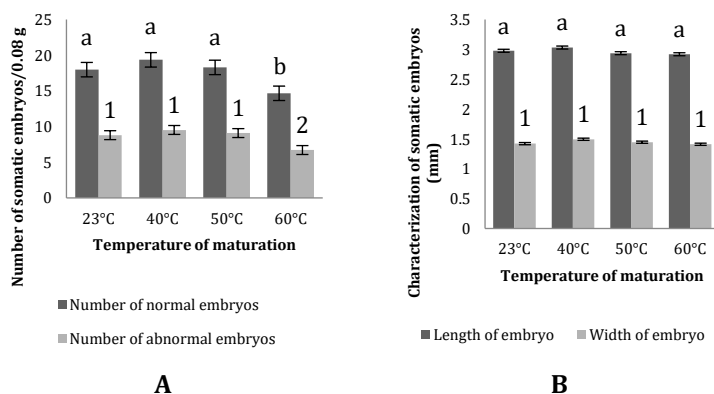 Number of somatic embryos/0.08 g
25
20
15
10
5
0
a
a
a
b
1
1
1
2
23°C 40°C 50°C 60°C
Temperature of maturation
Number of normal embryos
Number of abnormal embryos
A
Characterization of somatic embryos
(mm)
3.5
3
2.5
2
1.5
1
0.5
0
a a a a
1 1 1 1
23°C 40°C 50°C 60°C
Temperature of maturation
Length of embryo Width of embryo
B